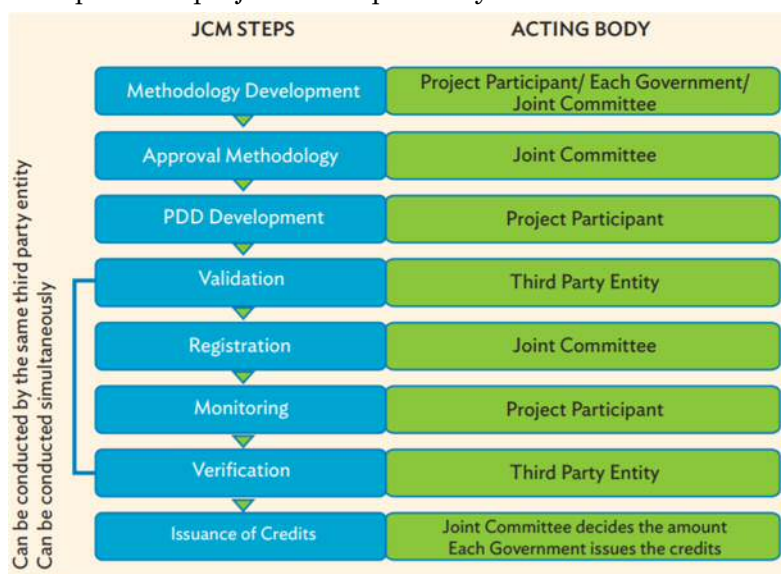 JCM STEPS
ACTING BODY
Methodology Development
Project Participant/ Each Government/
Joint Committee
Approval Methodology
Joint Committee
PDD Development
Project Participant
Validation
Third Party Entity
Registration
Joint Committee
Monitoring
Project Participant
Verification
Third Party Entity
Issuance of Credits
Joint Committee decides the amount
Each Government issues the credits
Can be conducted by the same third party entity
Can be conducted simultaneously